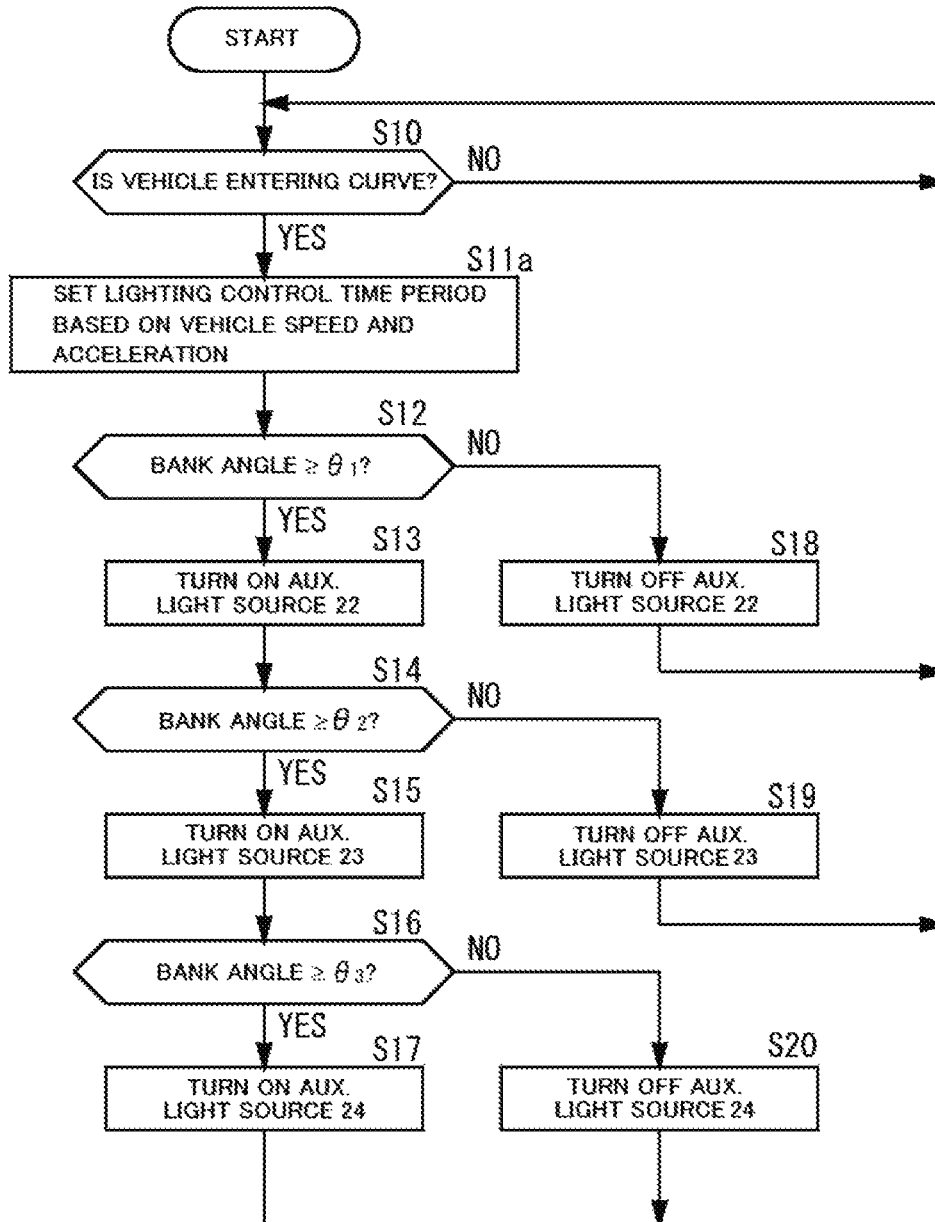 START
S10
IS VEHICLE ENTERING CURVE?
NO
YES
S11a
SET LIGHTING CONTROL TIME PERIOD
BASED ON VEHICLE SPEED AND
ACCELERATION
S12
BANK ANGLE ≥ θ1?
NO
YES
S13
TURN ON AUX.
LIGHT SOURCE 22
S18
TURN OFF AUX.
LIGHT SOURCE 22
S14
BANK ANGLE ≥ θ2?
NO
YES
S15
TURN ON AUX.
LIGHT SOURCE 23
S19
TURN OFF AUX.
LIGHT SOURCE 23
S16
BANK ANGLE ≥ θ3?
NO
YES
S17
TURN ON AUX.
LIGHT SOURCE 24
S20
TURN OFF AUX.
LIGHT SOURCE 24